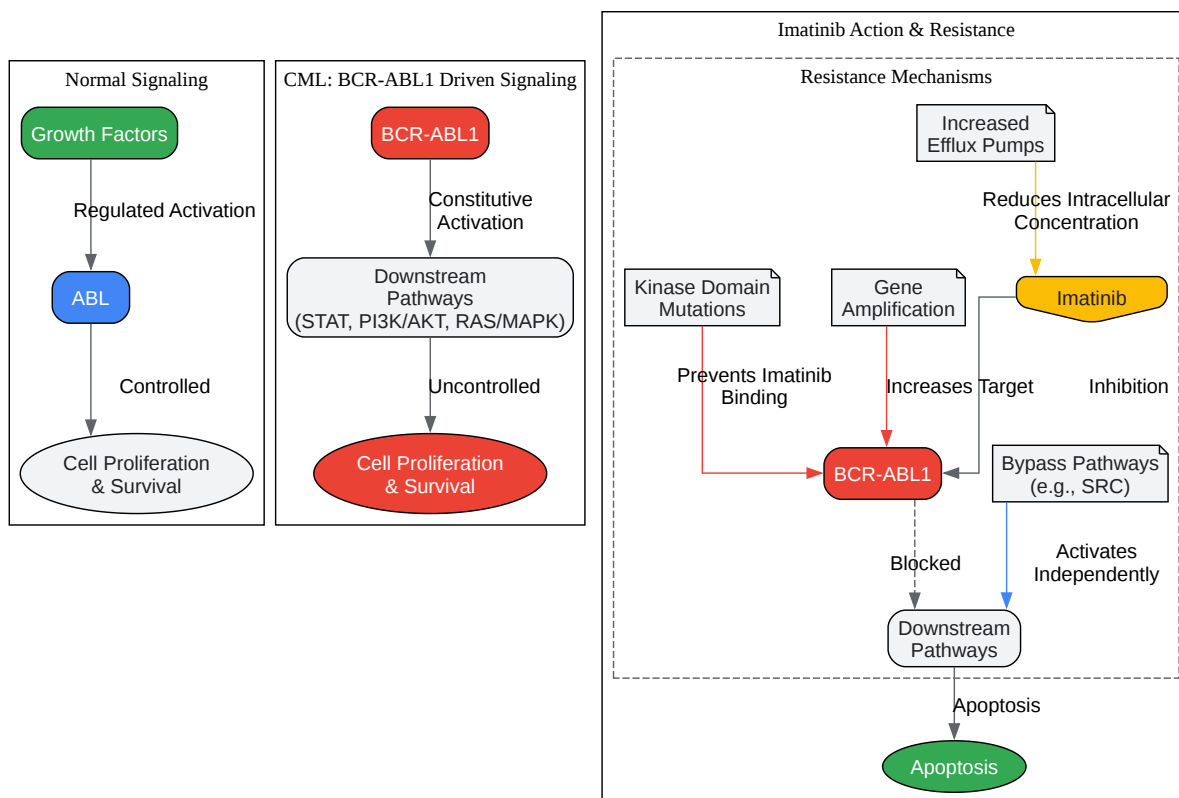 Normal Signaling
Growth Factors
Regulated Activation
ABL
Controlled
Cell Proliferation
& Survival
CML: BCR-ABL1 Driven Signaling
BCR-ABL1
Constitutive
Activation
Downstream
Pathways
(STAT, PI3K/AKT, RAS/MAPK)
Uncontrolled
Cell Proliferation
& Survival
Imatinib Action & Resistance
Resistance Mechanisms
Increased
Efflux Pumps
Reduces Intracellular
Concentration
Kinase Domain
Mutations
Gene
Amplification
Imatinib
Prevents Imatinib
Binding
Increases Target
Inhibition
BCR-ABL1
Bypass Pathways
(e.g., SRC)
Blocked
Activates
Independently
Downstream
Pathways
Apoptosis
Apoptosis